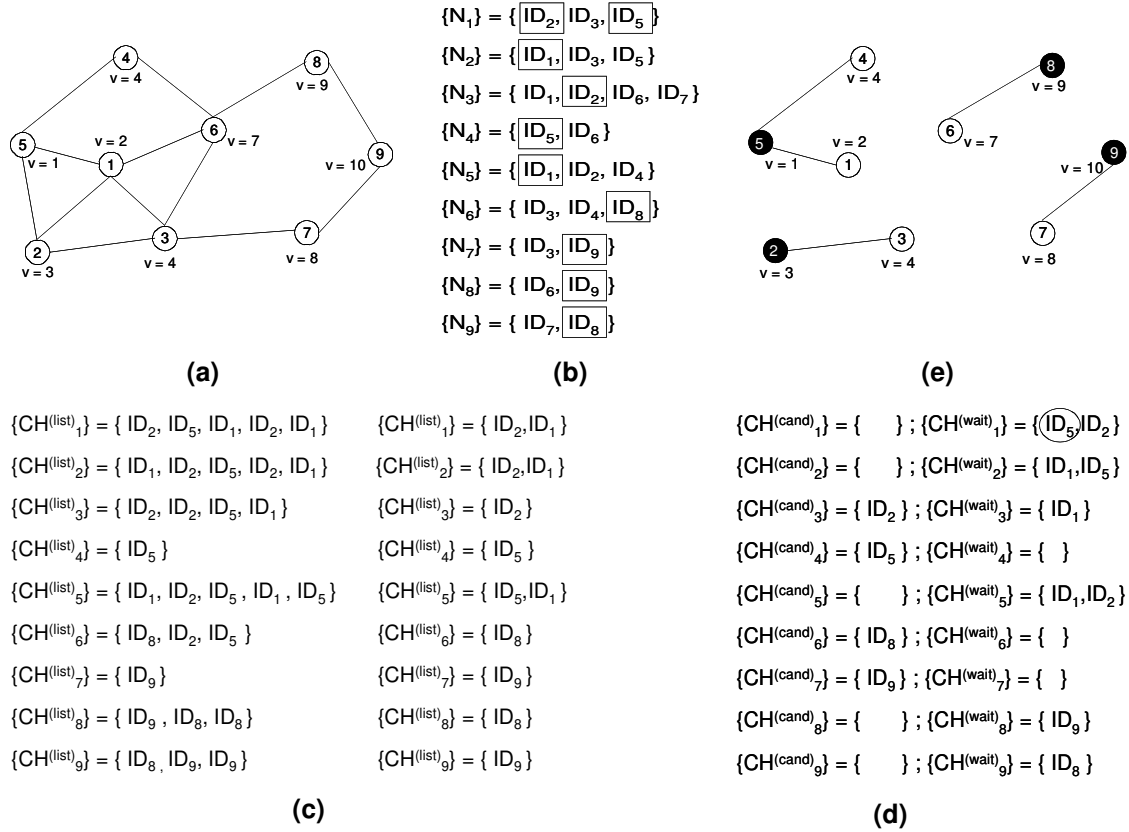 4
v = 4
8
v = 9
5
v = 1
v = 2
1
6
v = 7
9
v = 10
2
v = 3
3
v = 4
7
v = 8
(a)
{N₁} = { ID₂, ID₃, ID₅ }
{N₂} = { ID₁, ID₃, ID₅ }
{N₃} = { ID₁, ID₂, ID₆, ID₇ }
{N₄} = { ID₅, ID₆ }
{N₅} = { ID₁, ID₂, ID₄ }
{N₆} = { ID₃, ID₄, ID₈ }
{N₇} = { ID₃, ID₉ }
{N₈} = { ID₆, ID₉ }
{N₉} = { ID₇, ID₈ }
(b)
4
v = 4
8
v = 9
5
v = 1
v = 2
1
6
v = 7
9
v = 10
2
v = 3
3
v = 4
7
v = 8
(e)
{CH⁽ˡⁱˢᵗ⁾₁} = { ID₂, ID₅, ID₁, ID₂, ID₁ }
{CH⁽ˡⁱˢᵗ⁾₂} = { ID₁, ID₂, ID₅, ID₂, ID₁ }
{CH⁽ˡⁱˢᵗ⁾₃} = { ID₂, ID₂, ID₅, ID₁ }
{CH⁽ˡⁱˢᵗ⁾₄} = { ID₅ }
{CH⁽ˡⁱˢᵗ⁾₅} = { ID₁, ID₂, ID₅ , ID₁ , ID₅ }
{CH⁽ˡⁱˢᵗ⁾₆} = { ID₈, ID₂, ID₅ }
{CH⁽ˡⁱˢᵗ⁾₇} = { ID₉ }
{CH⁽ˡⁱˢᵗ⁾₈} = { ID₉ , ID₈, ID₈ }
{CH⁽ˡⁱˢᵗ⁾₉} = { ID₈ , ID₉, ID₉ }
{CH⁽ˡⁱˢᵗ⁾₁} = { ID₂,ID₁ }
{CH⁽ˡⁱˢᵗ⁾₂} = { ID₂,ID₁ }
{CH⁽ˡⁱˢᵗ⁾₃} = { ID₂ }
{CH⁽ˡⁱˢᵗ⁾₄} = { ID₅ }
{CH⁽ˡⁱˢᵗ⁾₅} = { ID₅,ID₁ }
{CH⁽ˡⁱˢᵗ⁾₆} = { ID₈ }
{CH⁽ˡⁱˢᵗ⁾₇} = { ID₉ }
{CH⁽ˡⁱˢᵗ⁾₈} = { ID₈ }
{CH⁽ˡⁱˢᵗ⁾₉} = { ID₉ }
(c)
{CH⁽ᶜᵃⁿᵈ⁾₁} = { } ; {CH⁽ʷᵃⁱᵗ⁾₁} = { ID₅,ID₂ }
{CH⁽ᶜᵃⁿᵈ⁾₂} = { } ; {CH⁽ʷᵃⁱᵗ⁾₂} = { ID₁,ID₅ }
{CH⁽ᶜᵃⁿᵈ⁾₃} = { ID₂ } ; {CH⁽ʷᵃⁱᵗ⁾₃} = { ID₁ }
{CH⁽ᶜᵃⁿᵈ⁾₄} = { ID₅ } ; {CH⁽ʷᵃⁱᵗ⁾₄} = { }
{CH⁽ᶜᵃⁿᵈ⁾₅} = { } ; {CH⁽ʷᵃⁱᵗ⁾₅} = { ID₁,ID₂ }
{CH⁽ᶜᵃⁿᵈ⁾₆} = { ID₈ } ; {CH⁽ʷᵃⁱᵗ⁾₆} = { }
{CH⁽ᶜᵃⁿᵈ⁾₇} = { ID₉ } ; {CH⁽ʷᵃⁱᵗ⁾₇} = { }
{CH⁽ᶜᵃⁿᵈ⁾₈} = { } ; {CH⁽ʷᵃⁱᵗ⁾₈} = { ID₉ }
{CH⁽ᶜᵃⁿᵈ⁾₉} = { } ; {CH⁽ʷᵃⁱᵗ⁾₉} = { ID₈ }
(d)